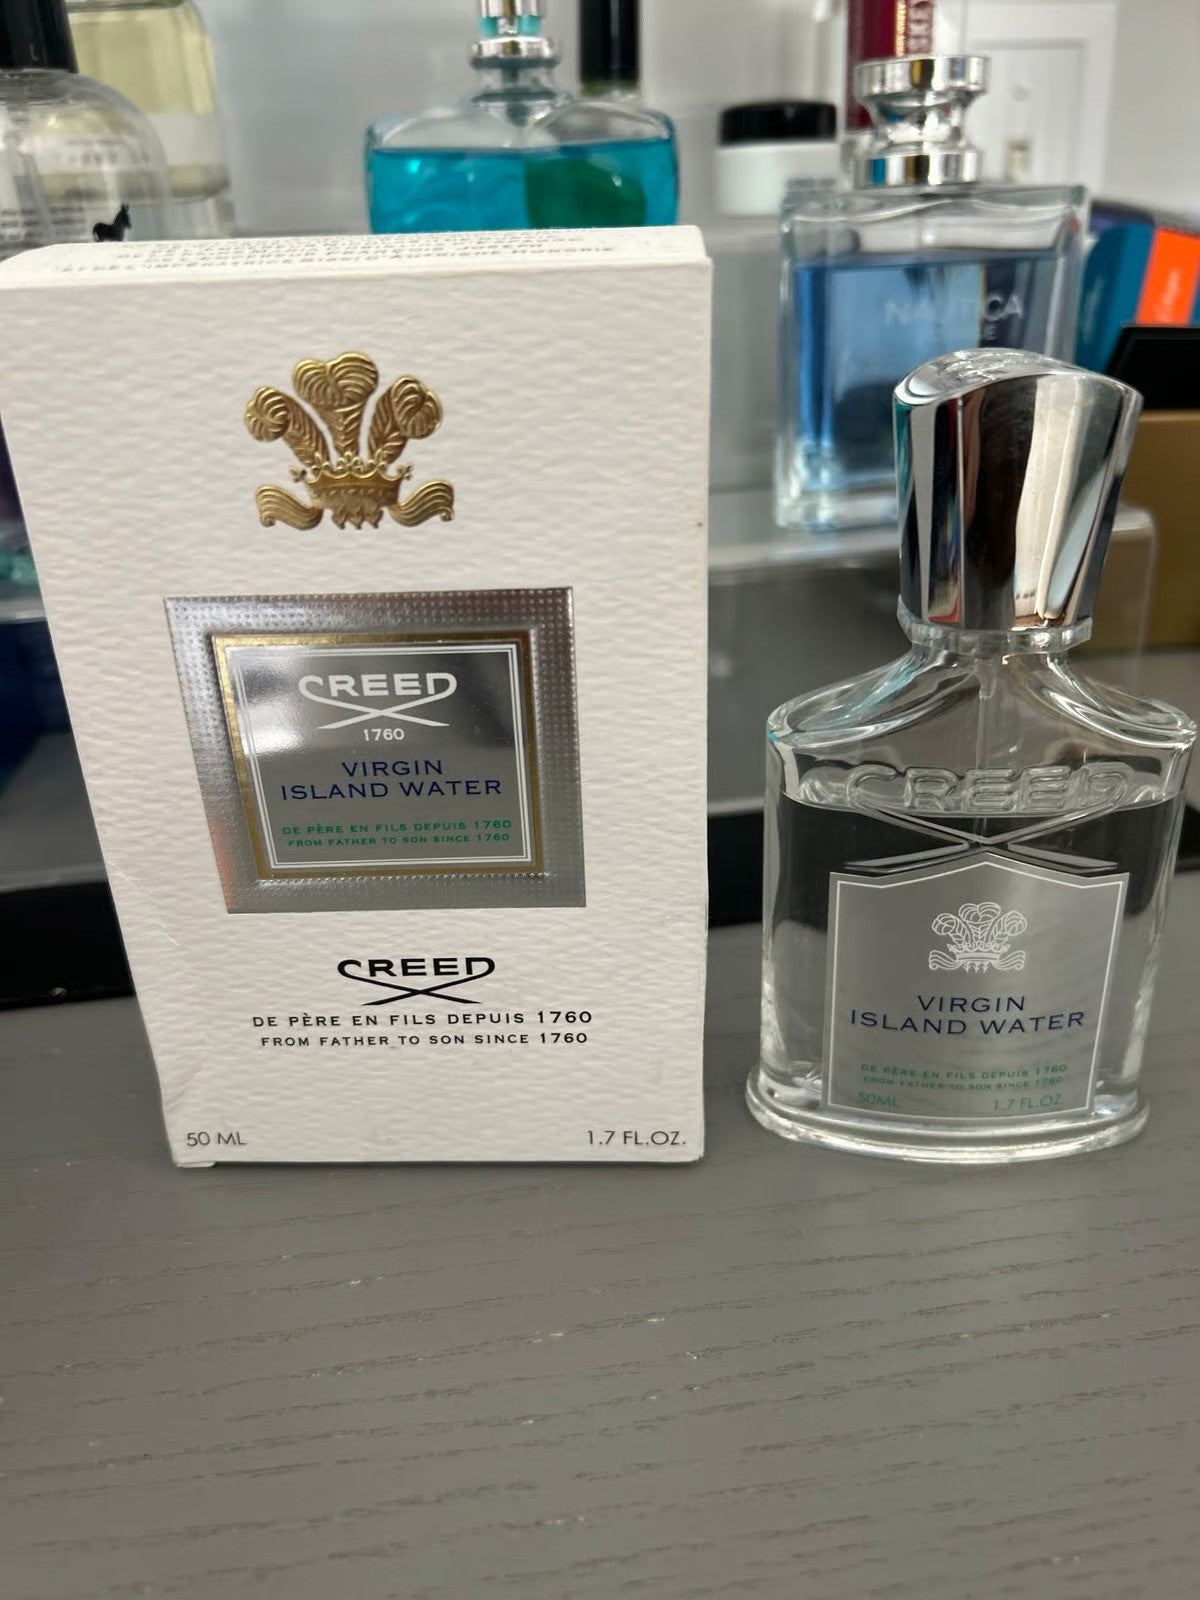 CREED
1760
VIRGIN
ISLAND WATER
DE PÈRE EN FILS DEPUIS 1760
FROM FATHER TO SON SINCE 1760
CREED
DE PÈRE EN FILS DEPUIS 1760
FROM FATHER TO SON SINCE 1760
50 ML 1.7 FL.OZ.
NAUTICA
CREED
VIRGIN
ISLAND WATER
DE PÈRE EN FILS DEPUIS 1760
FROM FATHER TO SON SINCE 1760
50ML 1.7 FL.OZ.